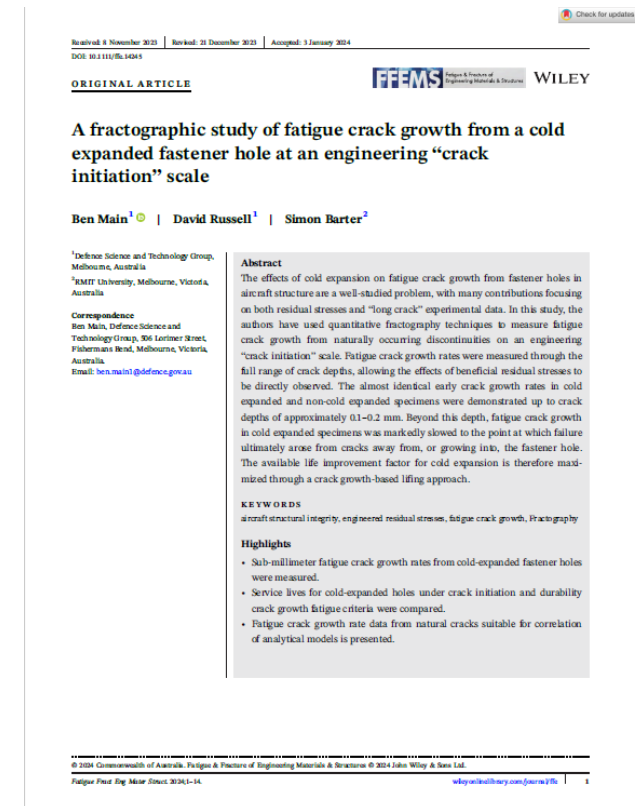 Check for updates
Received: 8 November 2023 | Revised: 21 December 2023 | Accepted: 3 January 2024
DOI: 10.1111/ffe.14245
ORIGINAL ARTICLE
FFEMS Fatigue & Fracture of Engineering Materials & Structures WILEY
A fractographic study of fatigue crack growth from a cold
expanded fastener hole at an engineering “crack
initiation” scale
Ben Main1 | David Russell1 | Simon Barter2
1Defence Science and Technology Group,
Melbourne, Australia
2RMIT University, Melbourne, Victoria,
Australia
Correspondence
Ben Main, Defence Science and
Technology Group, 506 Lorimer Street,
Fishermans Bend, Melbourne, Victoria,
Australia.
Email: ben.main1@defence.gov.au
Abstract
The effects of cold expansion on fatigue crack growth from fastener holes in
aircraft structure are a well-studied problem, with many contributions focusing
on both residual stresses and “long crack” experimental data. In this study, the
authors have used quantitative fractography techniques to measure fatigue
crack growth from naturally occurring discontinuities on an engineering
“crack initiation” scale. Fatigue crack growth rates were measured through the
full range of crack depths, allowing the effects of beneficial residual stresses to
be directly observed. The almost identical early crack growth rates in cold
expanded and non-cold expanded specimens were demonstrated up to crack
depths of approximately 0.1–0.2 mm. Beyond this depth, fatigue crack growth
in cold expanded specimens was markedly slowed to the point at which failure
ultimately arose from cracks away from, or growing into, the fastener hole.
The available life improvement factor for cold expansion is therefore maxi-
mized through a crack growth-based lifing approach.
KEYWORDS
aircraft structural integrity, engineered residual stresses, fatigue crack growth, Fractography
Highlights
• Sub-millimeter fatigue crack growth rates from cold-expanded fastener holes
were measured.
• Service lives for cold-expanded holes under crack initiation and durability
crack growth fatigue criteria were compared.
• Fatigue crack growth rate data from natural cracks suitable for correlation
of analytical models is presented.
© 2024 Commonwealth of Australia. Fatigue & Fracture of Engineering Materials & Structures © 2024 John Wiley & Sons Ltd.
Fatigue Fract Eng Mater Struct. 2024;1–14. wileyonlinelibrary.com/journal/ffe | 1